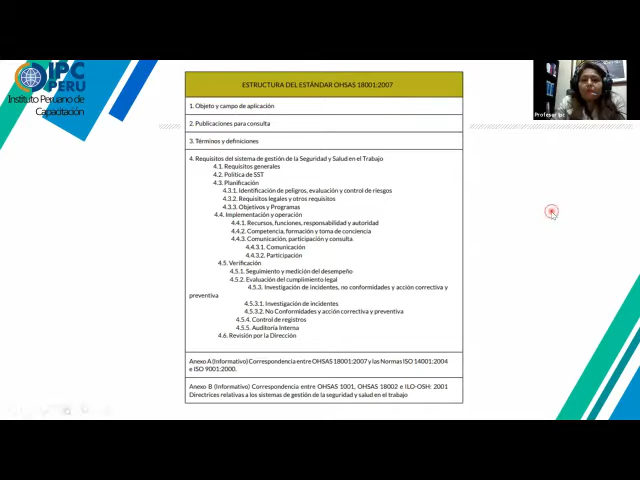 IPC
PERU
Instituto Peruano de
Capacitación
Profesor ipc
ESTRUCTURA DEL ESTÁNDAR OHSAS 18001:2007
1. Objeto y campo de aplicación
2. Publicaciones para consulta
3. Términos y definiciones
4. Requisitos del sistema de gestión de la Seguridad y Salud en el Trabajo
4.1. Requisitos generales
4.2. Política de SST
4.3. Planificación
4.3.1. Identificación de peligros, evaluación y control de riesgos
4.3.2. Requisitos legales y otros requisitos
4.3.3. Objetivos y Programas
4.4. Implementación y operación
4.4.1. Recursos, funciones, responsabilidad y autoridad
4.4.2. Competencia, formación y toma de conciencia
4.4.3. Comunicación, participación y consulta
4.4.3.1. Comunicación
4.4.3.2. Participación
4.5. Verificación
4.5.1. Seguimiento y medición del desempeño
4.5.2. Evaluación del cumplimiento legal
4.5.3. Investigación de incidentes, no conformidades y acción correctiva y
preventiva
4.5.3.1. Investigación de incidentes
4.5.3.2. No Conformidades y acción correctiva y preventiva
4.5.4. Control de registros
4.5.5. Auditoría Interna
4.6. Revisión por la Dirección
Anexo A (Informativo) Correspondencia entre OHSAS 18001:2007 y las Normas ISO 14001:2004
e ISO 9001:2000.
Anexo B (Informativo) Correspondencia entre OHSAS 1001, OHSAS 18002 e ILO-OSH: 2001
Directrices relativas a los sistemas de gestión de la seguridad y salud en el trabajo